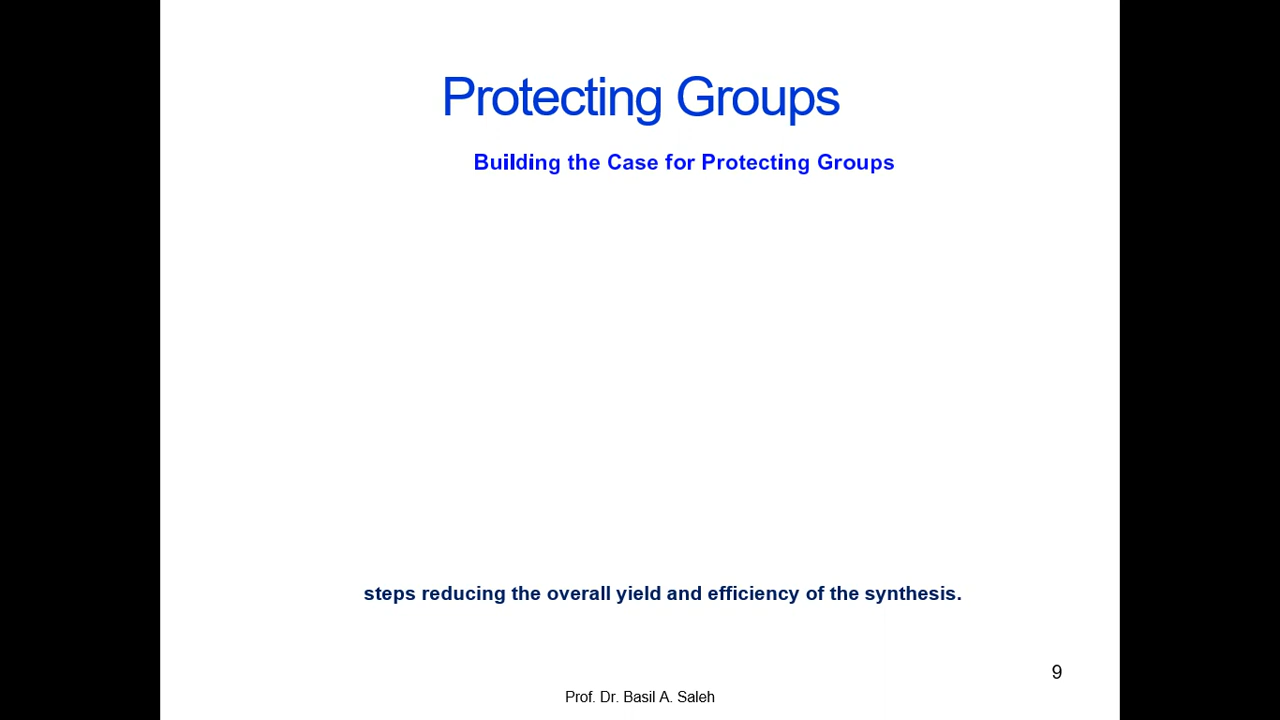 Protecting Groups
Building the Case for Protecting Groups
steps reducing the overall yield and efficiency of the synthesis.
9
Prof. Dr. Basil A. Saleh